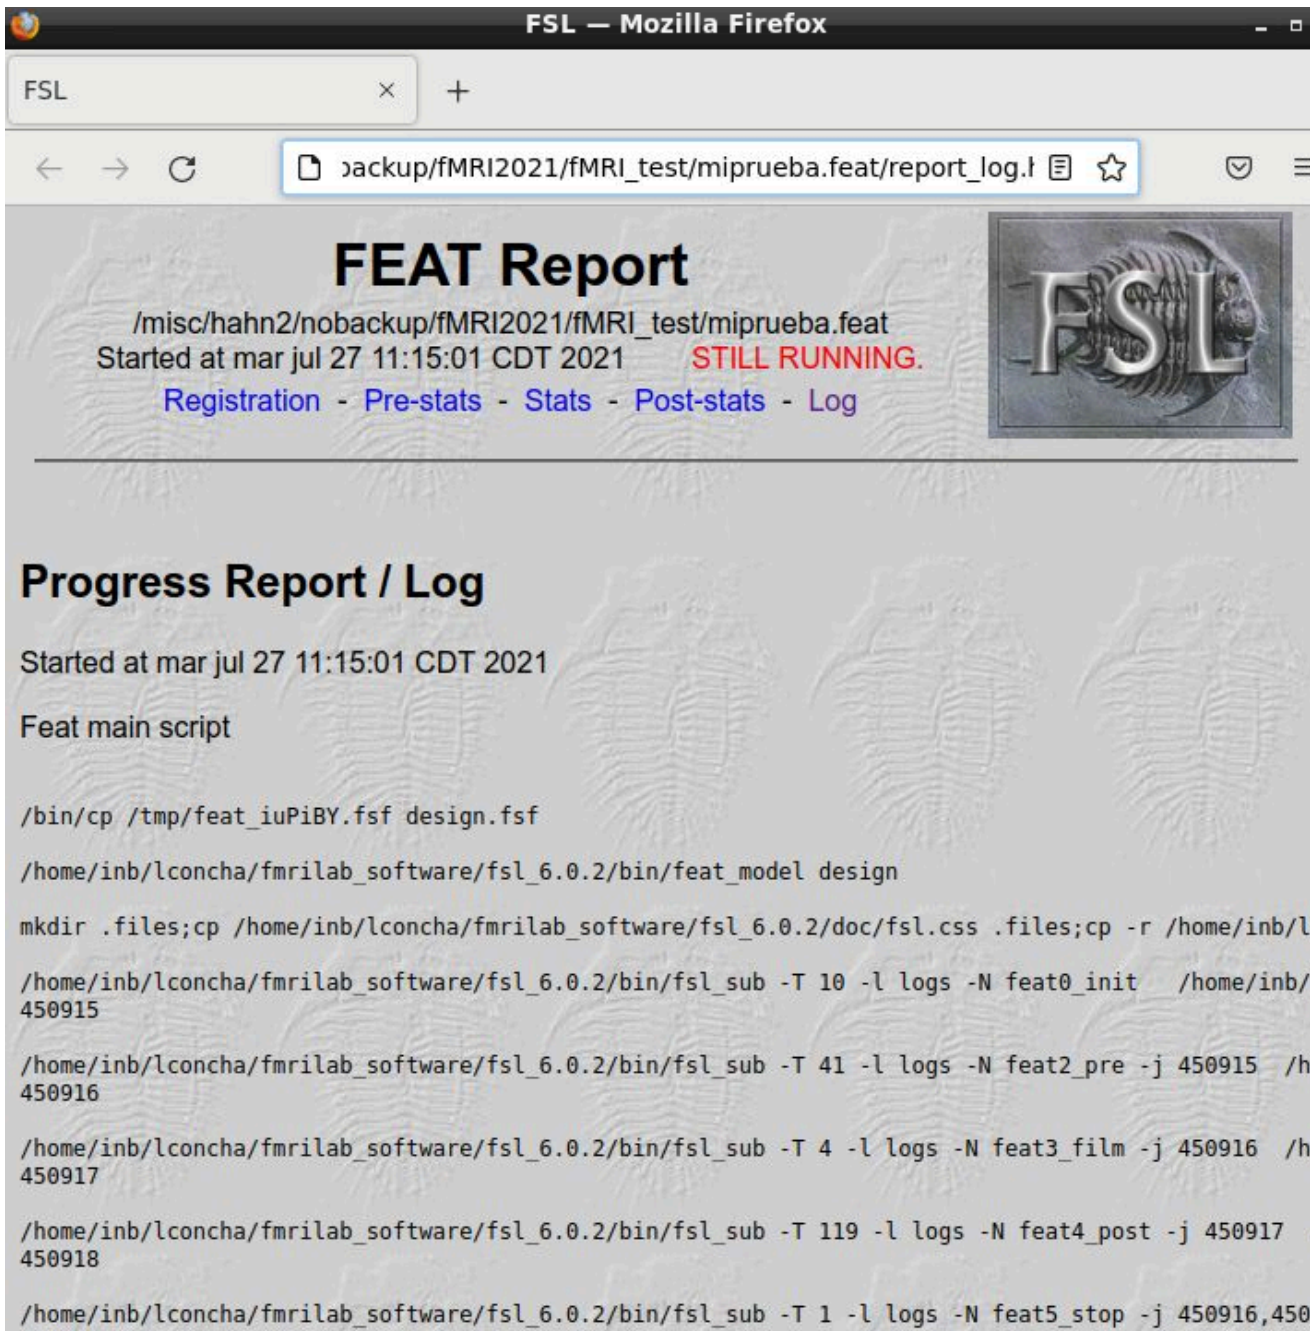 FSL — Mozilla Firefox
FSL
backup/fMRI2021/fMRI_test/miprueba.feat/report_log.h
FEAT Report
/misc/hahn2/nobackup/fMRI2021/fMRI_test/miprueba.feat
Started at mar jul 27 11:15:01 CDT 2021 STILL RUNNING.
Registration - Pre-stats - Stats - Post-stats - Log
FSL
Progress Report / Log
Started at mar jul 27 11:15:01 CDT 2021
Feat main script
/bin/cp /tmp/feat_iuPiBY.fsf design.fsf
/home/inb/lconcha/fmrilab_software/fsl_6.0.2/bin/feat_model design
mkdir .files;cp /home/inb/lconcha/fmrilab_software/fsl_6.0.2/doc/fsl.css .files;cp -r /home/inb/l
/home/inb/lconcha/fmrilab_software/fsl_6.0.2/bin/fsl_sub -T 10 -l logs -N feat0_init /home/inb/
450915
/home/inb/lconcha/fmrilab_software/fsl_6.0.2/bin/fsl_sub -T 41 -l logs -N feat2_pre -j 450915 /h
450916
/home/inb/lconcha/fmrilab_software/fsl_6.0.2/bin/fsl_sub -T 4 -l logs -N feat3_film -j 450916 /h
450917
/home/inb/lconcha/fmrilab_software/fsl_6.0.2/bin/fsl_sub -T 119 -l logs -N feat4_post -j 450917
450918
/home/inb/lconcha/fmrilab_software/fsl_6.0.2/bin/fsl_sub -T 1 -l logs -N feat5_stop -j 450916,450